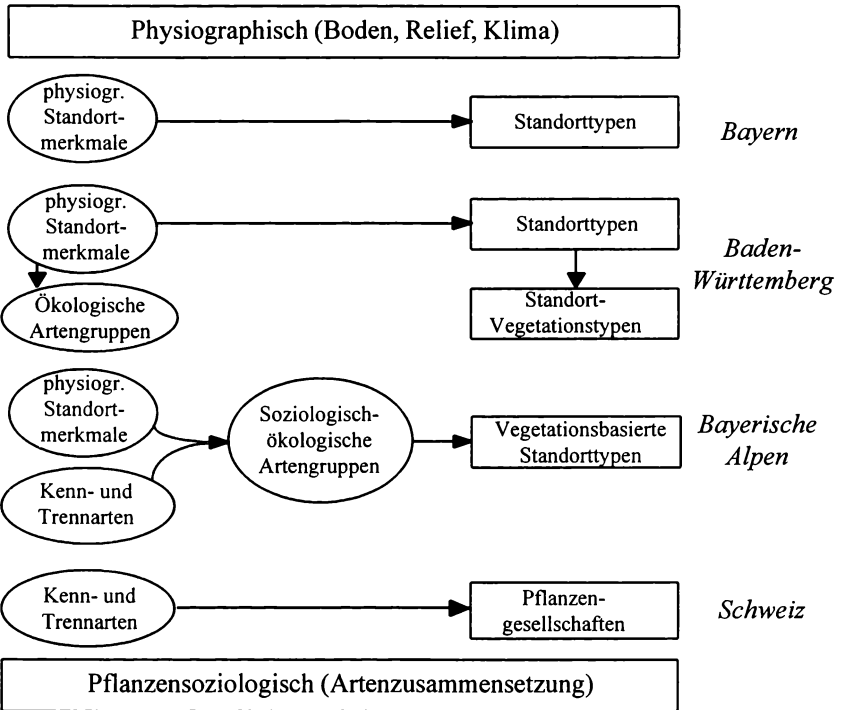 Physiographisch (Boden, Relief, Klima)
physiogr.
Standort-
merkmale
Standorttypen
Bayern
physiogr.
Standort-
merkmale
Standorttypen
Baden-
Württemberg
Ökologische
Artengruppen
Standort-
Vegetationstypen
physiogr.
Standort-
merkmale
Soziologisch-
ökologische
Artengruppen
Vegetationsbasierte
Standorttypen
Bayerische
Alpen
Kenn- und
Trennarten
Kenn- und
Trennarten
Pflanzen-
gesellschaften
Schweiz
Pflanzensoziologisch (Artenzusammensetzung)